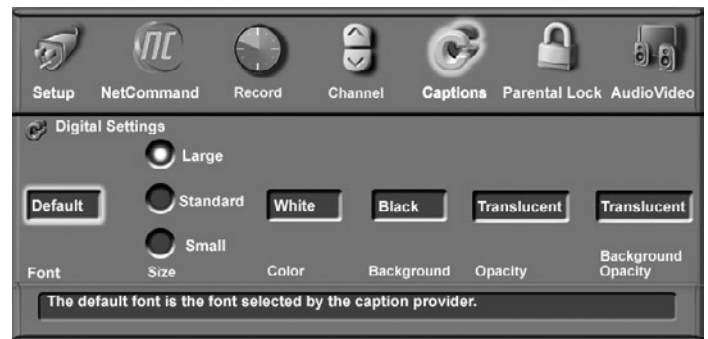 NC
Setup NetCommand Record Channel Captions Parental Lock AudioVideo
Digital Settings
Large
Default Standard White Black Translucent Translucent
Small
Font Size Color Background Opacity Background
Opacity
The default font is the font selected by the caption provider.